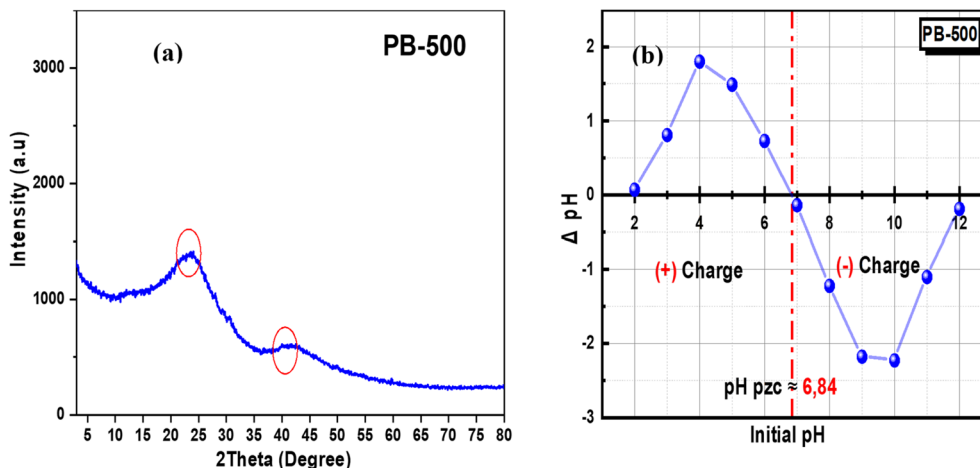 (a)
PB-500
Intensity (a.u)
3500
3000
2000
1000
0
5 10 15 20 25 30 35 40 45 50 55 60 65 70 75 80
2Theta (Degree)
(b)
PB-500
Δ pH
3
2
1
0
-1
-2
-3
2 4 6 8 10 12
(+) Charge
(-) Charge
pH pzc ≈ 6,84
Initial pH